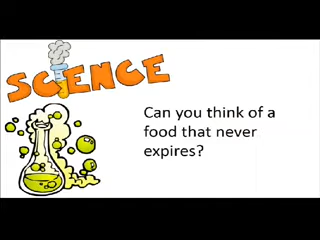 SCIENCE
Can you think of a
food that never
expires?